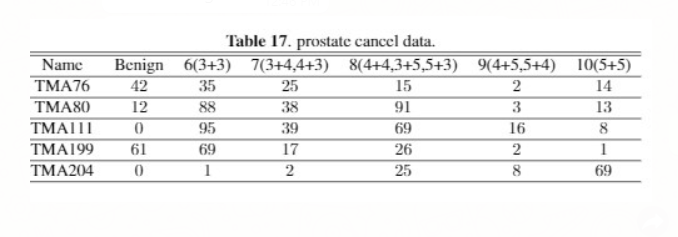 Table 17. prostate cancel data.
Name Benign 6(3+3) 7(3+4,4+3) 8(4+4,3+5,5+3) 9(4+5,5+4) 10(5+5)
TMA76 42 35 25 15 2 14
TMA80 12 88 38 91 3 13
TMA111 0 95 39 69 16 8
TMA199 61 69 17 26 2 1
TMA204 0 1 2 25 8 69